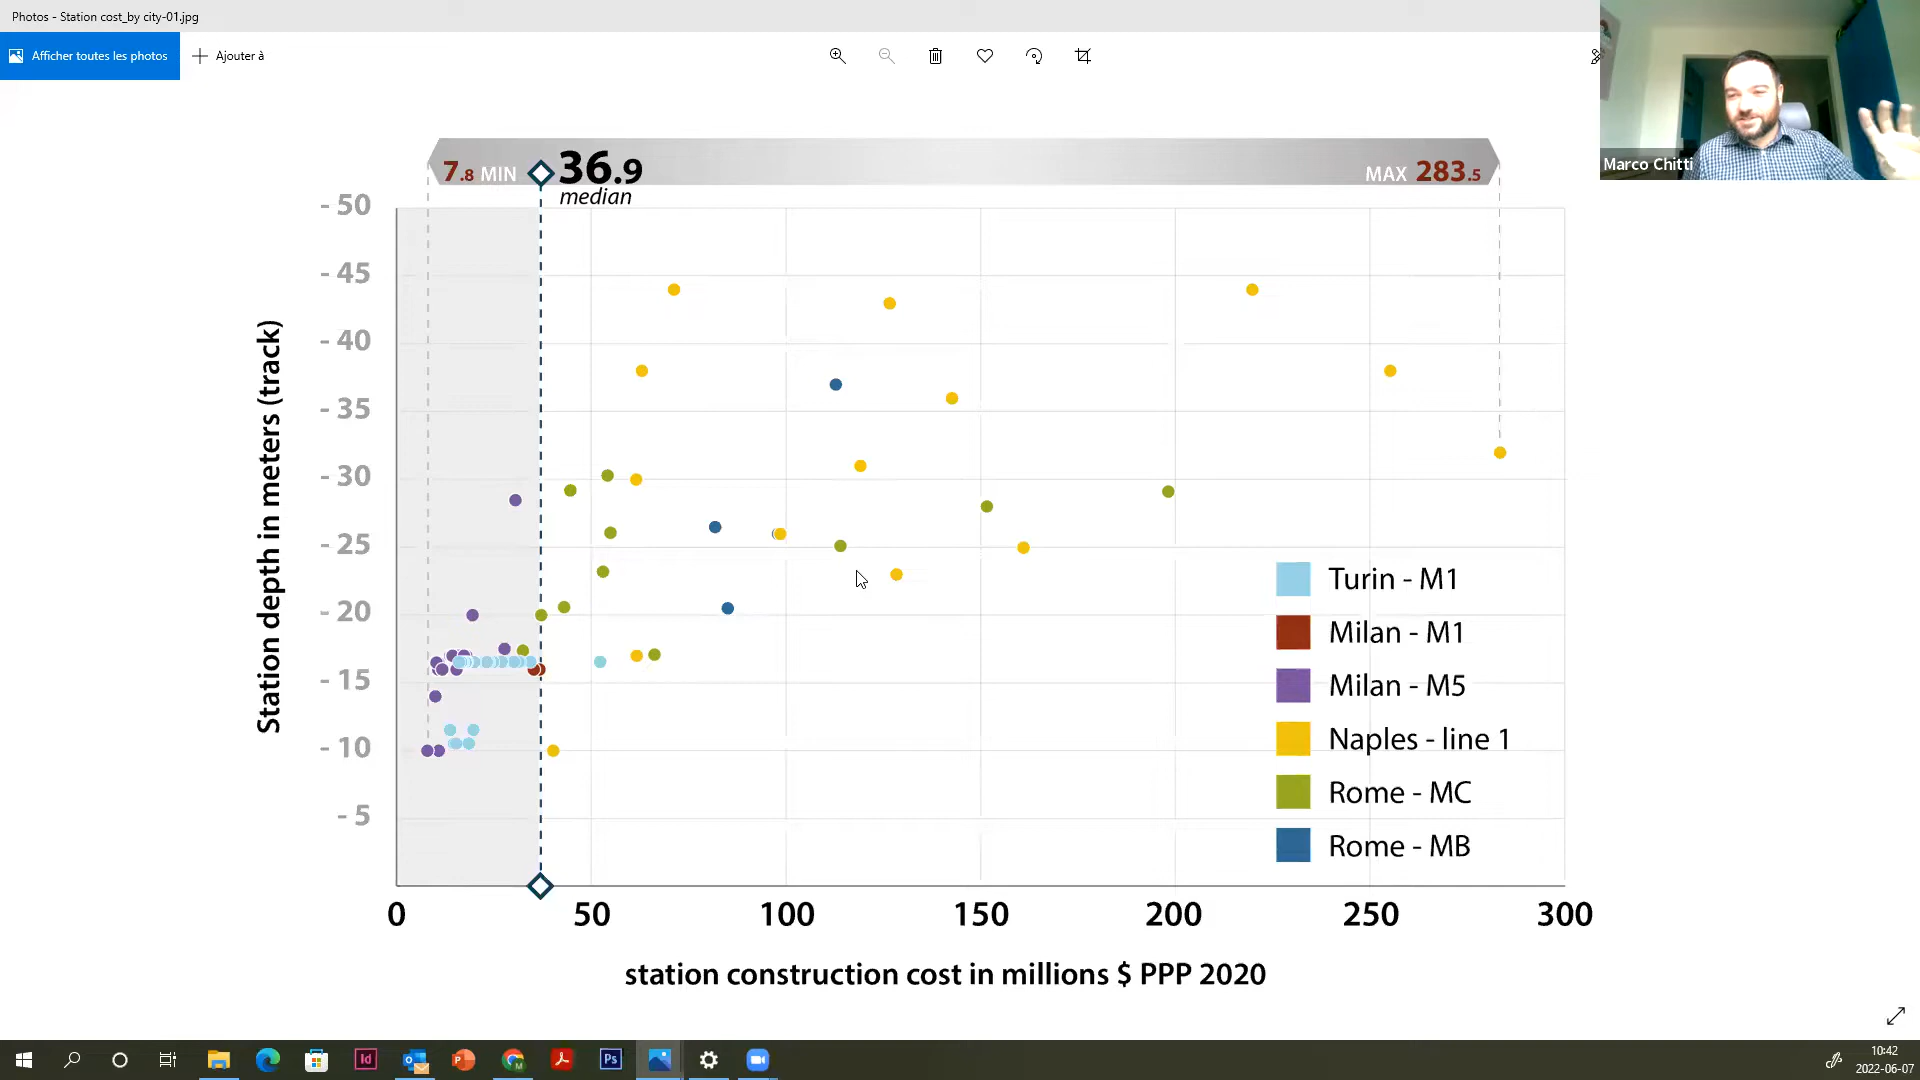 Photos - Station cost_by city-01.jpg
Afficher toutes les photos
Ajouter à
Marco Chitti
7.8 MIN
36.9
median
MAX 283.5
- 50
- 45
- 40
- 35
- 30
- 25
- 20
- 15
- 10
- 5
Station depth in meters (track)
Turin - M1
Milan - M1
Milan - M5
Naples - line 1
Rome - MC
Rome - MB
0 50 100 150 200 250 300
station construction cost in millions $ PPP 2020
Id
Ps
10:42
2022-06-07